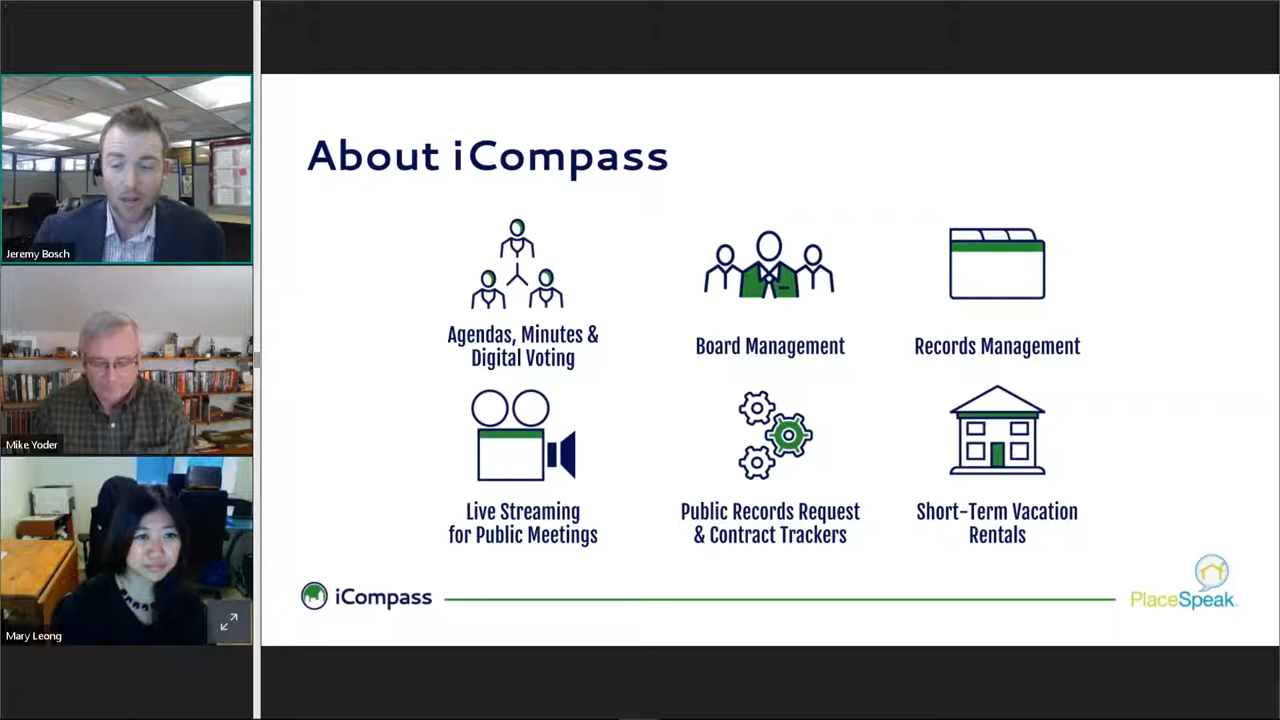 Jeremy Bosch
Mike Yoder
Mary Leong
About iCompass
Agendas, Minutes &
Digital Voting
Board Management
Records Management
Live Streaming
for Public Meetings
Public Records Request
& Contract Trackers
Short-Term Vacation
Rentals
iCompass
PlaceSpeak